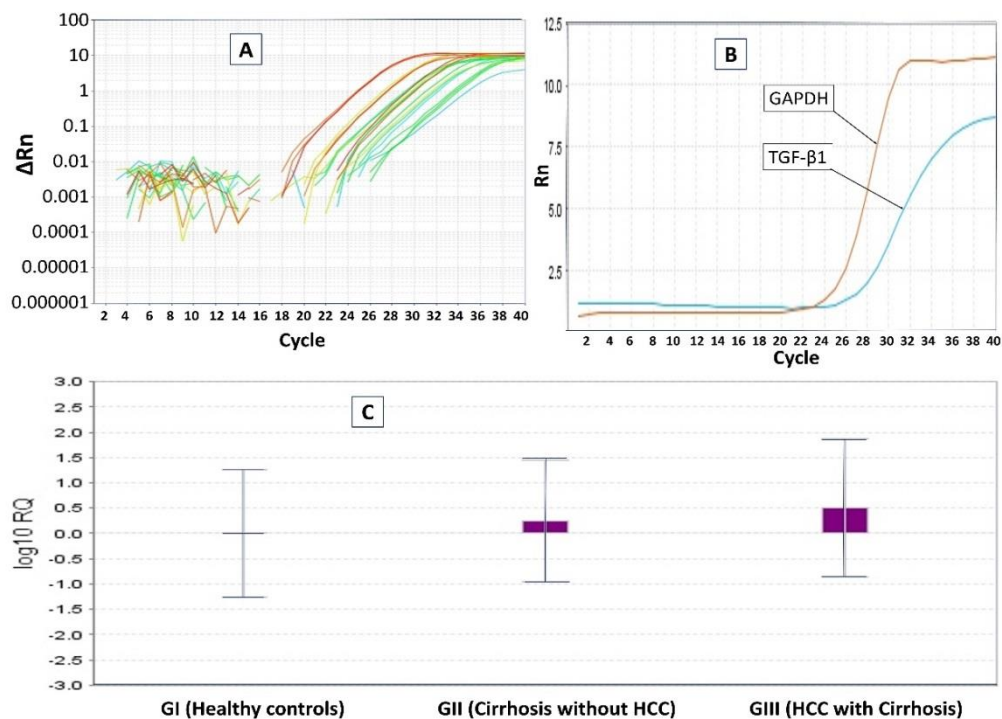 A
ΔRn
100
10
1
0.1
0.01
0.001
0.0001
0.00001
0.000001
2 4 6 8 10 12 14 16 18 20 22 24 26 28 30 32 34 36 38 40
Cycle
B
Rn
12.5
10.0
7.5
5.0
2.5
GAPDH
TGF-β1
2 4 6 8 10 12 14 16 18 20 22 24 26 28 30 32 34 36 38 40
Cycle
C
log10 RQ
3.0
2.5
2.0
1.5
1.0
0.5
0.0
-0.5
-1.0
-1.5
-2.0
-2.5
-3.0
GI (Healthy controls) GII (Cirrhosis without HCC) GIII (HCC with Cirrhosis)